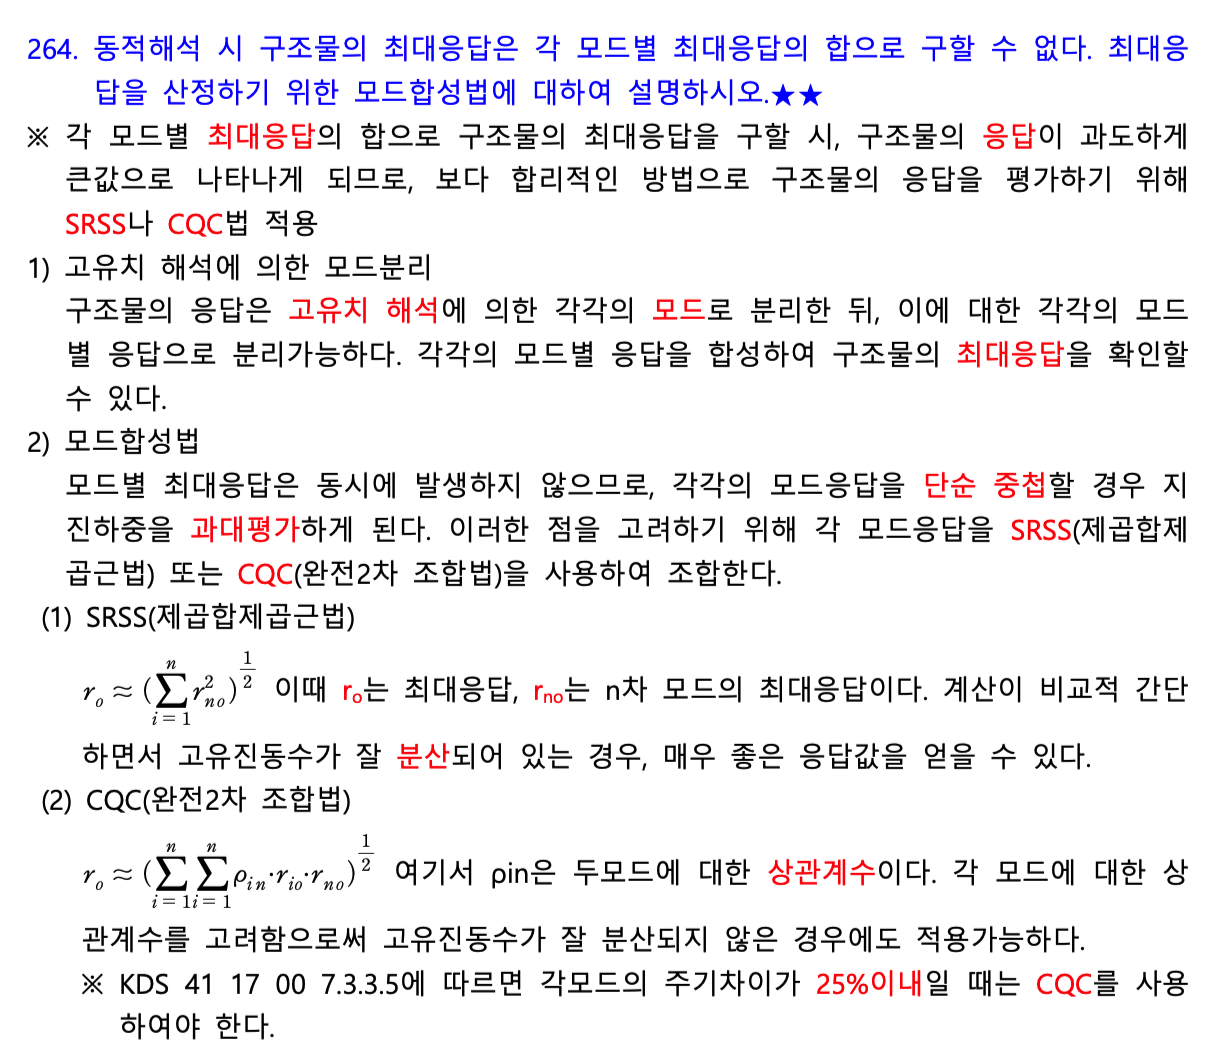 264. 동적해석 시 구조물의 최대응답은 각 모드별 최대응답의 합으로 구할 수 없다. 최대응
답을 산정하기 위한 모드합성법에 대하여 설명하시오.★★
※ 각 모드별 최대응답의 합으로 구조물의 최대응답을 구할 시, 구조물의 응답이 과도하게
큰값으로 나타나게 되므로, 보다 합리적인 방법으로 구조물의 응답을 평가하기 위해
SRSS나 CQC법 적용
1) 고유치 해석에 의한 모드분리
구조물의 응답은 고유치 해석에 의한 각각의 모드로 분리한 뒤, 이에 대한 각각의 모드
별 응답으로 분리가능하다. 각각의 모드별 응답을 합성하여 구조물의 최대응답을 확인할
수 있다.
2) 모드합성법
모드별 최대응답은 동시에 발생하지 않으므로, 각각의 모드응답을 단순 중첩할 경우 지
진하중을 과대평가하게 된다. 이러한 점을 고려하기 위해 각 모드응답을 SRSS(제곱합제
곱근법) 또는 CQC(완전2차 조합법)을 사용하여 조합한다.
(1) SRSS(제곱합제곱근법)
r_o ≈ (∑_{i=1}^{n} r_{no}^2)^{1/2} 이때 r_o는 최대응답, r_{no}는 n차 모드의 최대응답이다. 계산이 비교적 간단
하면서 고유진동수가 잘 분산되어 있는 경우, 매우 좋은 응답값을 얻을 수 있다.
(2) CQC(완전2차 조합법)
r_o ≈ (∑_{i=1}^{n} ∑_{i=1}^{n} ρ_{in}·r_{io}·r_{no})^{1/2} 여기서 ρin은 두모드에 대한 상관계수이다. 각 모드에 대한 상
관계수를 고려함으로써 고유진동수가 잘 분산되지 않은 경우에도 적용가능하다.
※ KDS 41 17 00 7.3.3.5에 따르면 각모드의 주기차이가 25%이내일 때는 CQC를 사용
하여야 한다.